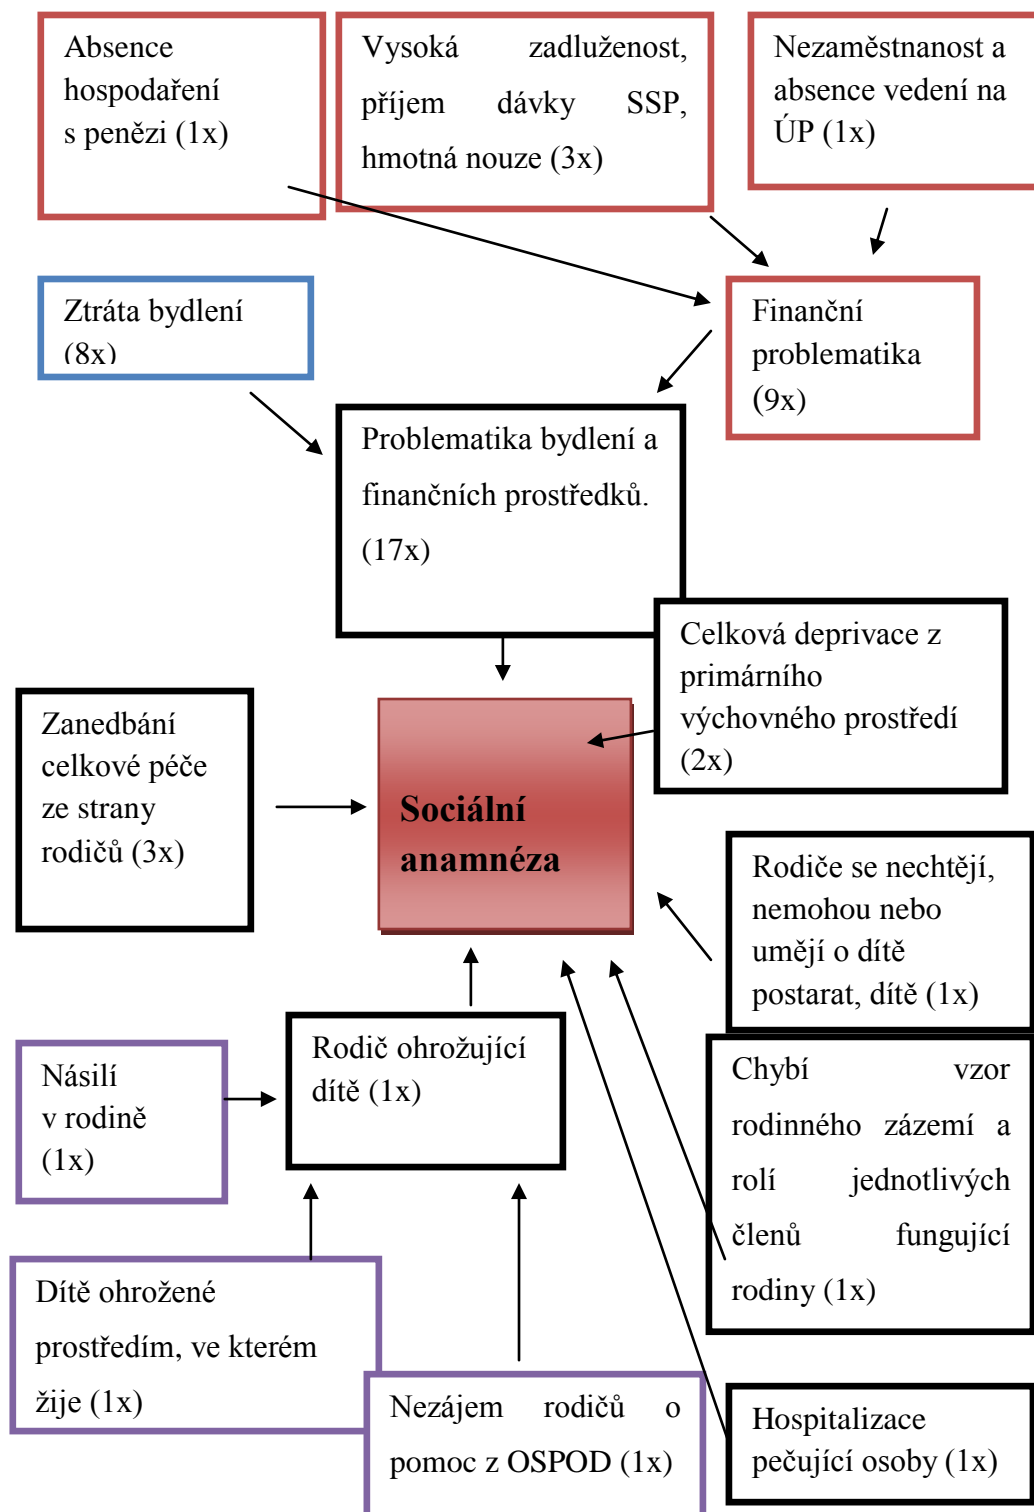 Absence
hospodaření
s penězi (1x)
Vysoká zadluženost,
příjem dávky SSP,
hmotná nouze (3x)
Nezaměstnanost a
absence vedení na
ÚP (1x)
Ztráta bydlení
(8x)
Finanční
problematika
(9x)
Problematika bydlení a
finančních prostředků.
(17x)
Celková deprivace z
primárního
výchovného prostředí
(2x)
Zanedbání
celkové péče
ze strany
rodičů (3x)
Sociální
anamnéza
Rodiče se nechtějí,
nemohou nebo
umějí o dítě
postarat, dítě (1x)
Rodič ohrožující
dítě (1x)
Násilí
v rodině
(1x)
Chybí vzor
rodinného zázemí a
rolí jednotlivých
členů fungující
rodiny (1x)
Dítě ohrožené
prostředím, ve kterém
žije (1x)
Nezájem rodičů o
pomoc z OSPOD (1x)
Hospitalizace
pečující osoby (1x)